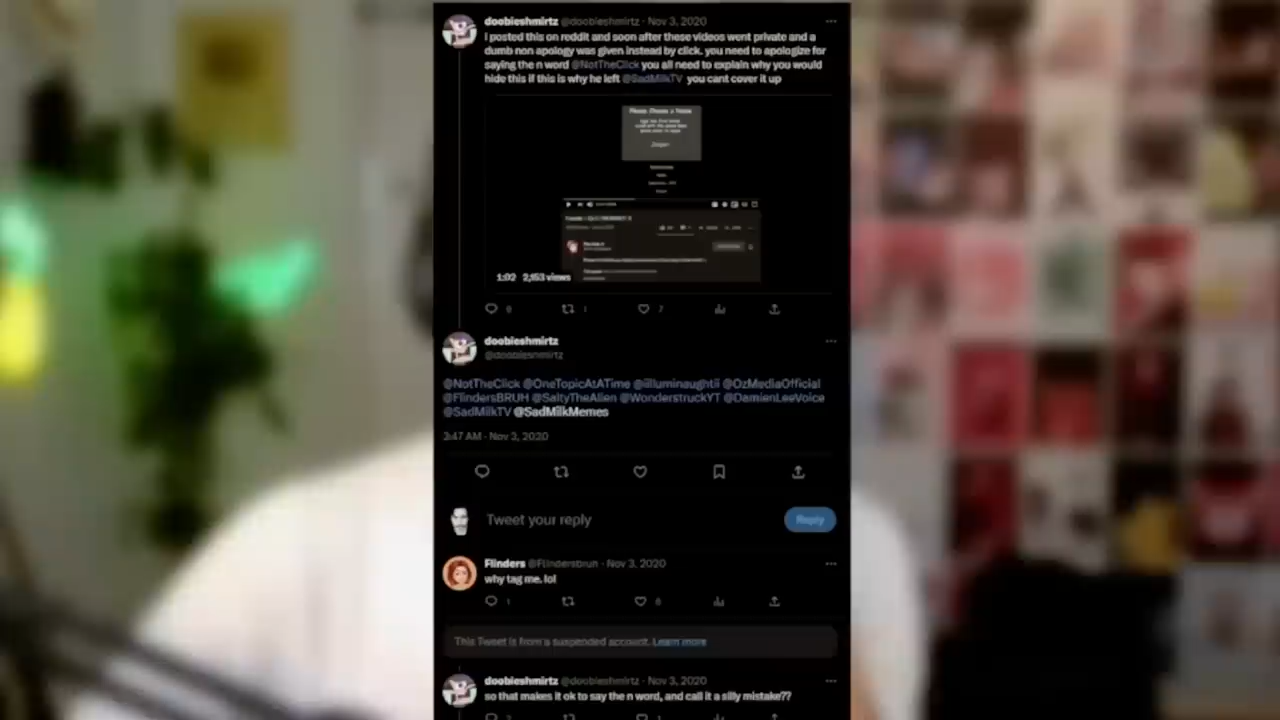 doobieshmirtz @doobieshmirtz · Nov 3, 2020
I posted this on reddit and soon after these videos went private and a
dumb non apology was given instead by click. you need to apologize for
saying the n word @NotTheClick you all need to explain why you would
hide this if this is why he left @SadMilkTV you cant cover it up
1:02 2,153 views
1
7
doobieshmirtz
@doobieshmirtz
@NotTheClick @OneTopicAtATime @iilluminaughtii @OzMediaOfficial
@FlindersBRUH @SaltyTheAlien @WonderstruckYT @DamienLeeVoice
@SadMilkTV @SadMilkMemes
3:47 AM · Nov 3, 2020
Tweet your reply
Reply
Flinders @Flindersbruh · Nov 3, 2020
why tag me. lol
1
6
This Tweet is from a suspended account. Learn more
doobieshmirtz @doobieshmirtz · Nov 3, 2020
so that makes it ok to say the n word, and call it a silly mistake??